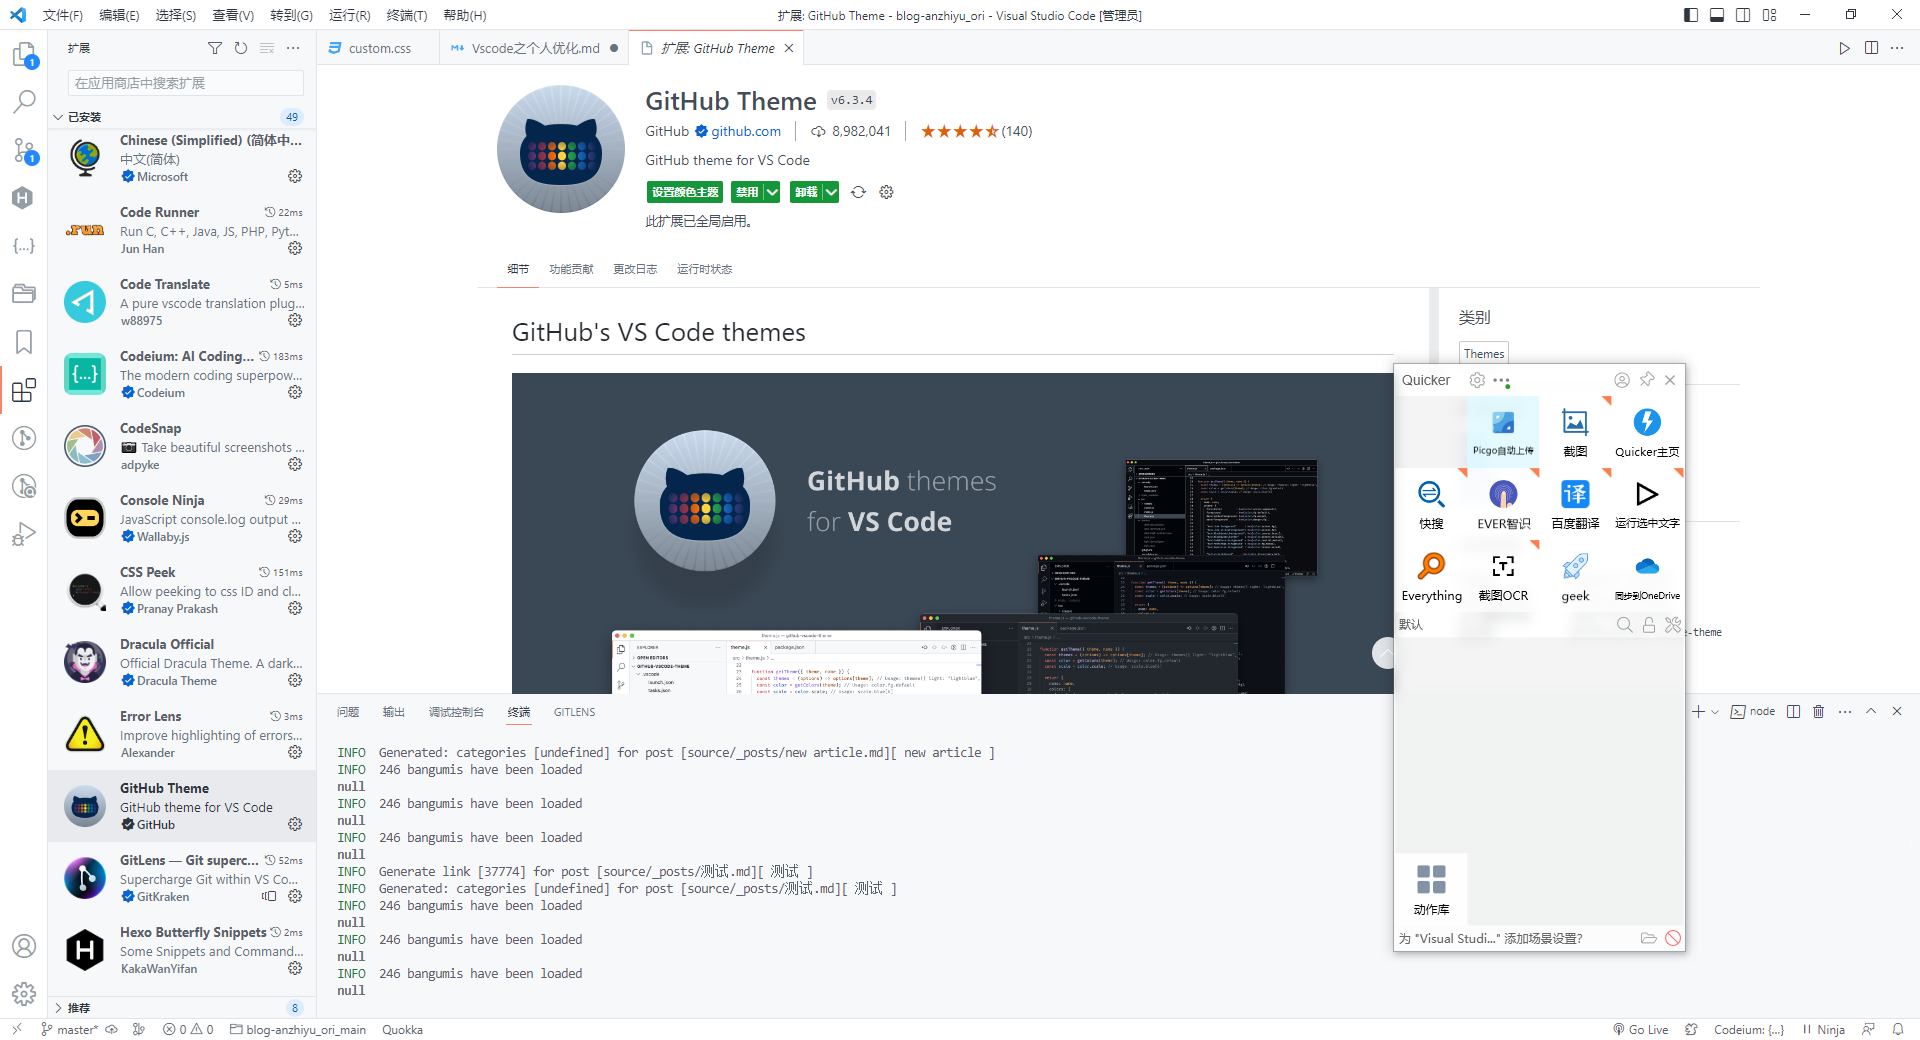 文件(F) 编辑(E) 选择(S) 查看(V) 转到(G) 运行(R) 终端(T) 帮助(H)
扩展: GitHub Theme - blog-anzhiyu_ori - Visual Studio Code [管理员]
扩展
custom.css
Vscode之个人优化.md
扩展: GitHub Theme
在应用商店中搜索扩展
已安装 49
Chinese (Simplified) (简体中...
中文(简体)
Microsoft
Code Runner 22ms
Run C, C++, Java, JS, PHP, Pyt...
Jun Han
.run
Code Translate 5ms
A pure vscode translation plug...
w88975
Codeium: AI Coding... 183ms
The modern coding superpow...
Codeium
{...}
CodeSnap
Take beautiful screenshots ...
adpyke
Console Ninja 29ms
JavaScript console.log output ...
Wallaby.js
CSS Peek 151ms
Allow peeking to css ID and cl...
Pranay Prakash
Dracula Official
Official Dracula Theme. A dark...
Dracula Theme
Error Lens 3ms
Improve highlighting of errors...
Alexander
GitHub Theme
GitHub theme for VS Code
GitHub
GitLens — Git superc... 52ms
Supercharge Git within VS Co...
GitKraken
Hexo Butterfly Snippets 2ms
Some Snippets and Command...
KakaWanYifan
推荐 8
GitHub Theme v6.3.4
GitHub github.com 8,982,041 (140)
GitHub theme for VS Code
设置颜色主题 禁用 卸载
此扩展已全局启用。
细节 功能贡献 更改日志 运行时状态
GitHub's VS Code themes
GitHub themes
for VS Code
类别
Themes
e-theme
Quicker
Picgo自动上传 截图 Quicker主页
快搜 EVER智识 百度翻译 运行选中文字
Everything 截图OCR geek 同步到OneDrive
默认
动作库
为 "Visual Studi..." 添加场景设置?
问题 输出 调试控制台 终端 GITLENS
node
INFO Generated: categories [undefined] for post [source/_posts/new article.md][ new article ]
INFO 246 bangumis have been loaded
null
INFO 246 bangumis have been loaded
null
INFO 246 bangumis have been loaded
null
INFO Generate link [37774] for post [source/_posts/测试.md][ 测试 ]
INFO Generated: categories [undefined] for post [source/_posts/测试.md][ 测试 ]
INFO 246 bangumis have been loaded
null
INFO 246 bangumis have been loaded
null
INFO 246 bangumis have been loaded
null
master* 0 0 blog-anzhiyu_ori_main Quokka
Go Live Codeium: {...} Ninja